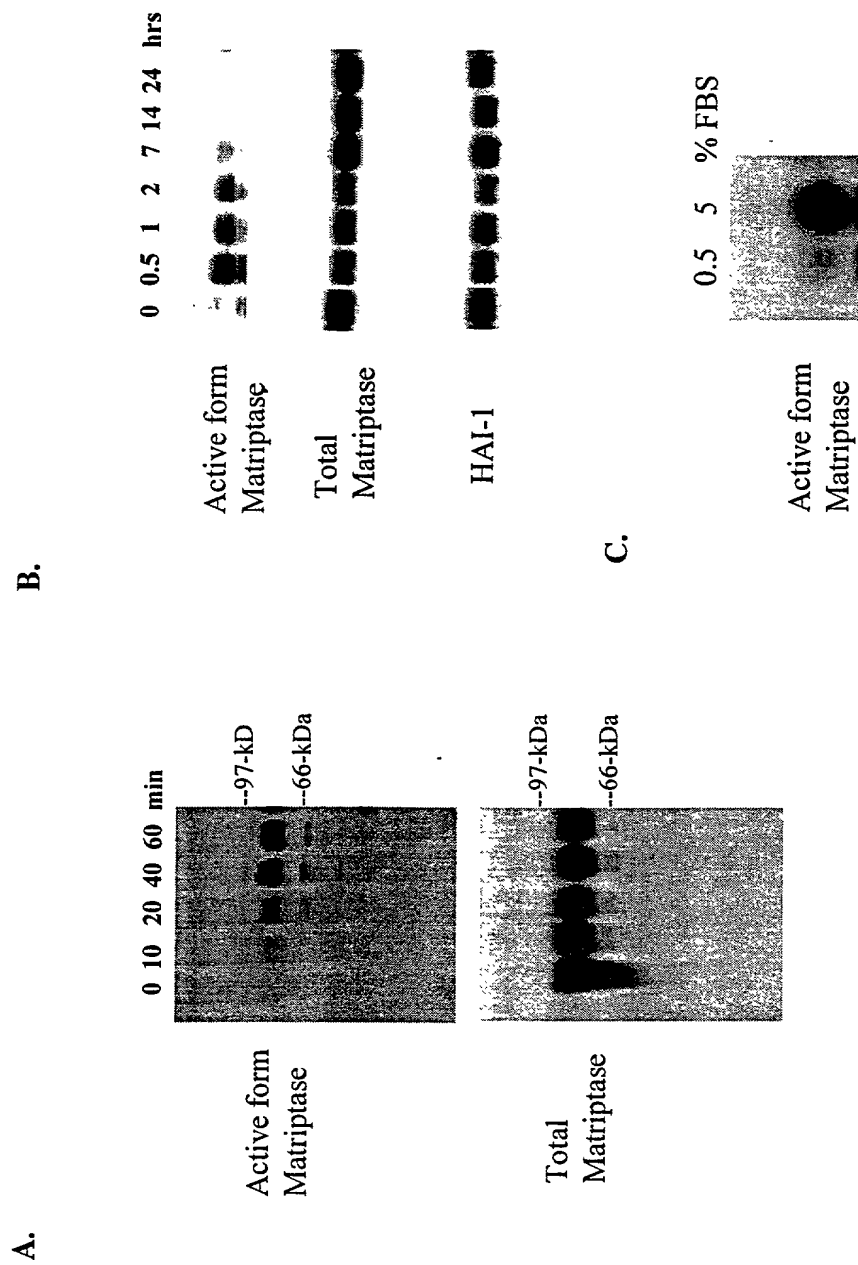 A.
0 10 20 40 60 min
Active form
Matriptase
--97-kD
--66-kDa
Total
Matriptase
--97-kDa
--66-kDa
B.
0 0.5 1 2 7 14 24 hrs
Active form
Matriptase
Total
Matriptase
HAI-1
C.
0.5 5 % FBS
Active form
Matriptase